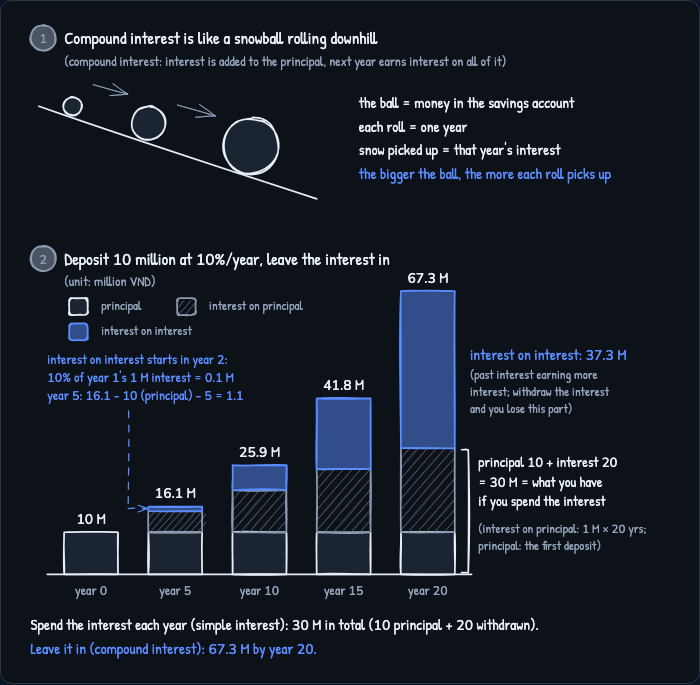 1 Compound interest is like a snowball rolling downhill
(compound interest: interest is added to the principal, next year earns interest on all of it)
the ball = money in the savings account
each roll = one year
snow picked up = that year's interest
the bigger the ball, the more each roll picks up
2 Deposit 10 million at 10%/year, leave the interest in
(unit: million VND)
principal
interest on principal
interest on interest
interest on interest starts in year 2:
10% of year 1's 1 M interest = 0.1 M
year 5: 16.1 - 10 (principal) - 5 = 1.1
10 M
16.1 M
25.9 M
41.8 M
67.3 M
interest on interest: 37.3 M
(past interest earning more
interest; withdraw the interest
and you lose this part)
principal 10 + interest 20
= 30 M = what you have
if you spend the interest
(interest on principal: 1 M × 20 yrs;
principal: the first deposit)
year 0
year 5
year 10
year 15
year 20
Spend the interest each year (simple interest): 30 M in total (10 principal + 20 withdrawn).
Leave it in (compound interest): 67.3 M by year 20.